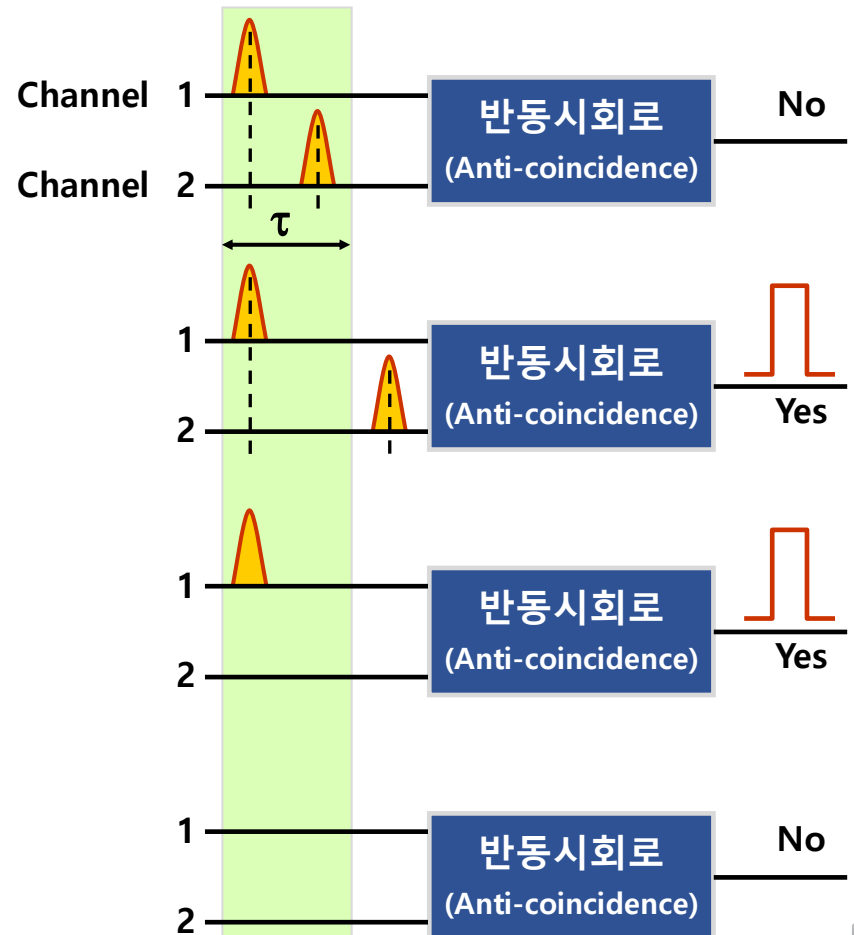 Channel 1
Channel 2
반동시회로
(Anti-coincidence)
No
τ
1
2
반동시회로
(Anti-coincidence)
Yes
1
2
반동시회로
(Anti-coincidence)
Yes
1
2
반동시회로
(Anti-coincidence)
No